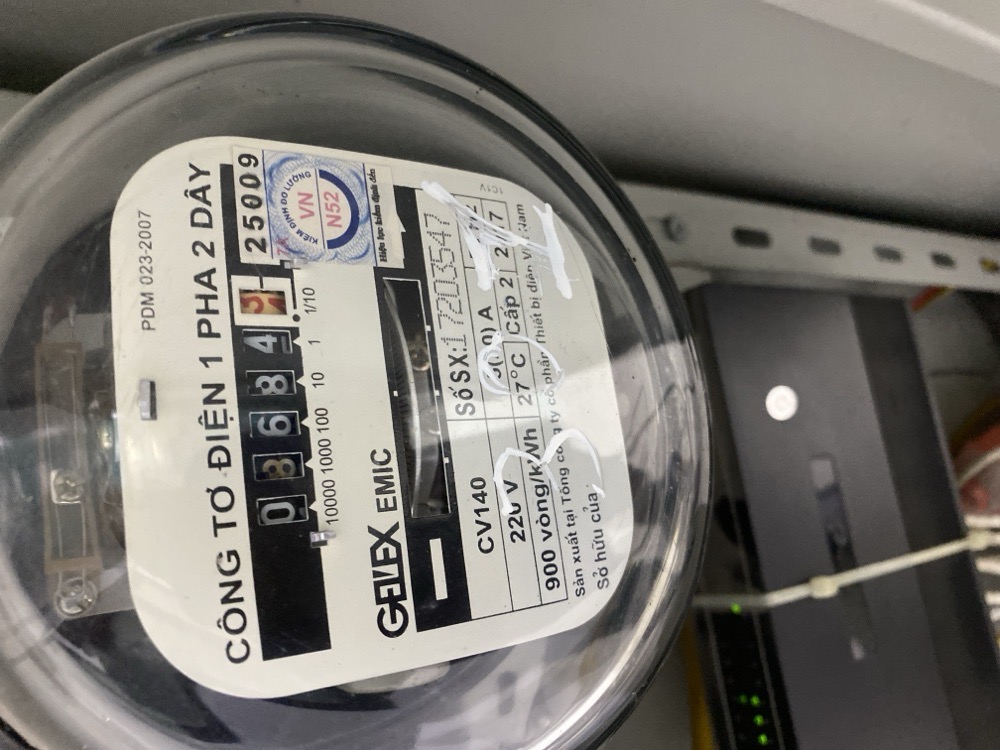 PDM 023-2007
CÔNG TƠ ĐIỆN 1 PHA 2 DÂY
0 8 6 8 4 3 25009
10000 1000 100 10 1 1/10
KIỂM ĐỊNH ĐO LƯỜNG
VN
N52
GELEX EMIC
CV140
Số SX: 17203547
220 V
27°C Cấp 2
900 vòng/kWh
Sản xuất tại Tổng công ty cổ phần Thiết bị điện Việt Nam
Sở hữu của